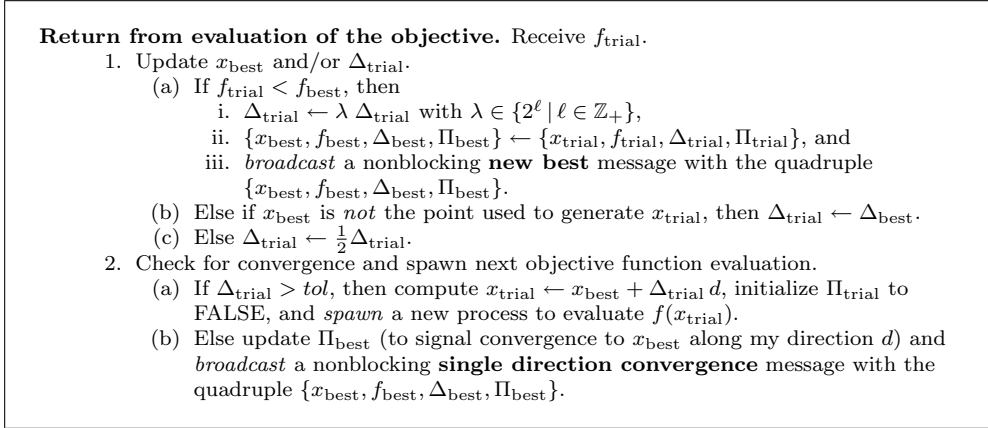 Return from evaluation of the objective. Receive f_trial.
1. Update x_best and/or Δ_trial.
(a) If f_trial < f_best, then
i. Δ_trial ← λ Δ_trial with λ ∈ {2^ℓ | ℓ ∈ ℤ_+},
ii. {x_best, f_best, Δ_best, Π_best} ← {x_trial, f_trial, Δ_trial, Π_trial}, and
iii. broadcast a nonblocking new best message with the quadruple
{x_best, f_best, Δ_best, Π_best}.
(b) Else if x_best is not the point used to generate x_trial, then Δ_trial ← Δ_best.
(c) Else Δ_trial ← ½Δ_trial.
2. Check for convergence and spawn next objective function evaluation.
(a) If Δ_trial > tol, then compute x_trial ← x_best + Δ_trial d, initialize Π_trial to
FALSE, and spawn a new process to evaluate f(x_trial).
(b) Else update Π_best (to signal convergence to x_best along my direction d) and
broadcast a nonblocking single direction convergence message with the
quadruple {x_best, f_best, Δ_best, Π_best}.